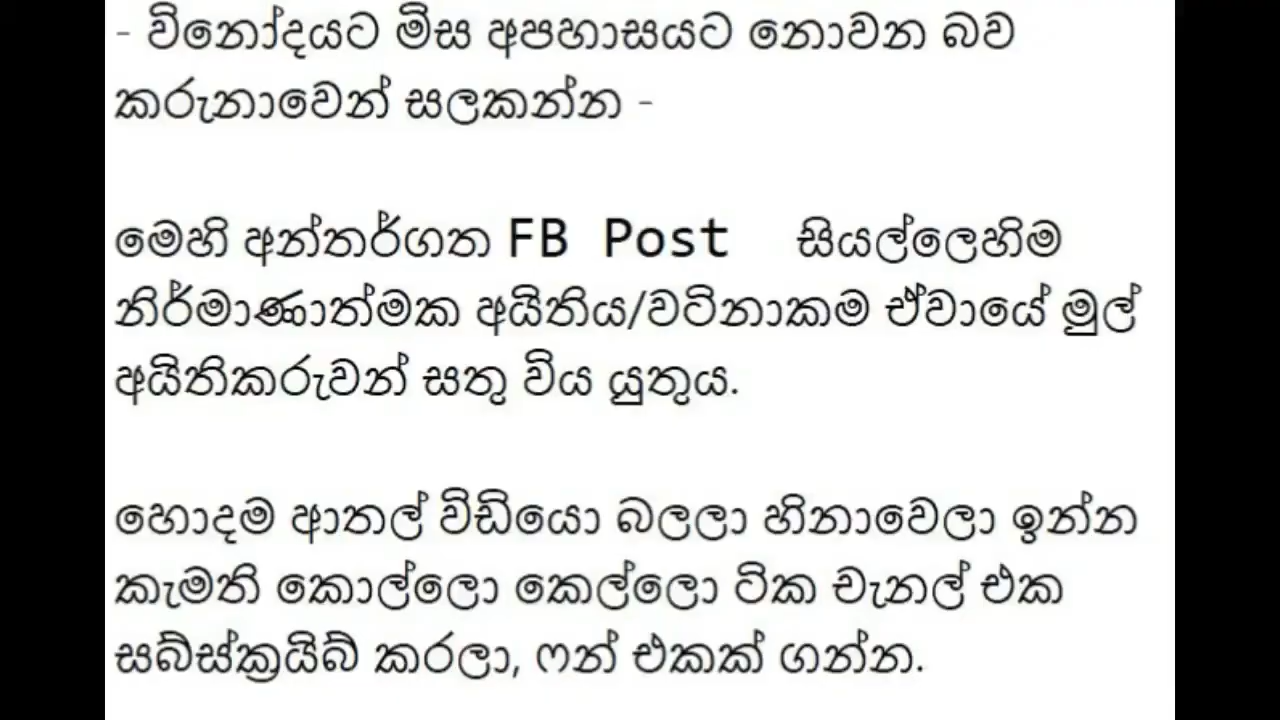 - විනෝදයට මිස අපහාසයට නොවන බව
කරුනාවෙන් සලකන්න -
මෙහි අන්තර්ගත FB Post සියල්ලෙහිම
නිර්මාණාත්මක අයිතිය/වටිනාකම ඒවායේ මුල්
අයිතිකරුවන් සතු විය යුතුය.
හොදම ආතල් විඩියො බලලා හිනාවෙලා ඉන්න
කැමති කොල්ලො කෙල්ලො ටික චැනල් එක
සබ්ස්ක්‍රයිබ් කරලා, ෆන් එකක් ගන්න.